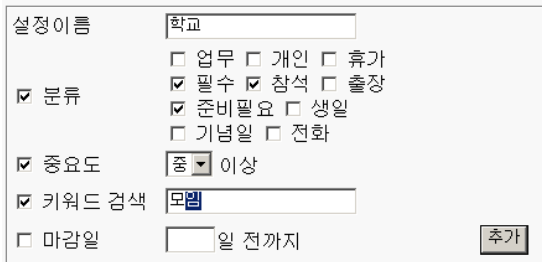 설정이름 학교
업무 개인 휴가
필수 참석 출장
분류
준비필요 생일
기념일 전화
중요도 중 이상
키워드 검색 모임
마감일 일 전까지 추가